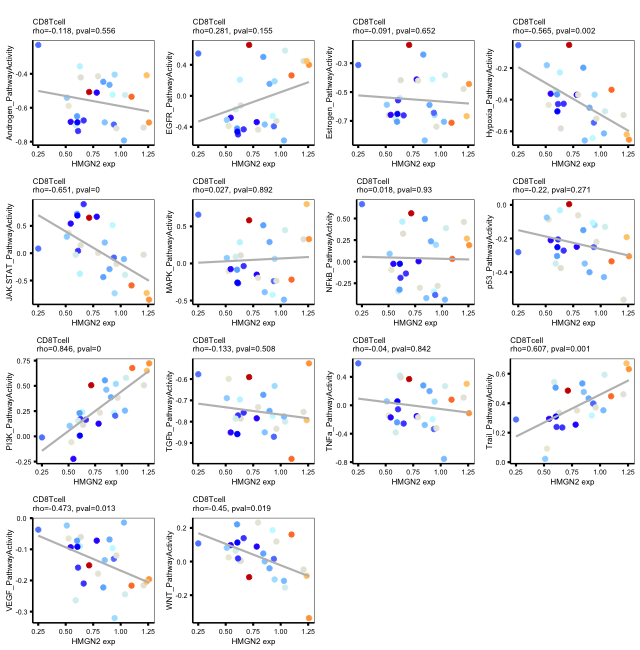 CD8Tcell
rho=-0.118, pval=0.556
Androgen_PathwayActivity
-0.4
-0.6
-0.8
0.25 0.50 0.75 1.00 1.25
HMGN2 exp
CD8Tcell
rho=0.281, pval=0.155
EGFR_PathwayActivity
0.4
0.0
-0.4
0.25 0.50 0.75 1.00 1.25
HMGN2 exp
CD8Tcell
rho=-0.091, pval=0.652
Estrogen_PathwayActivity
-0.3
-0.5
-0.7
0.25 0.50 0.75 1.00 1.25
HMGN2 exp
CD8Tcell
rho=-0.565, pval=0.002
Hypoxia_PathwayActivity
-0.2
-0.4
-0.6
0.25 0.50 0.75 1.00 1.25
HMGN2 exp
CD8Tcell
rho=-0.651, pval=0
JAK.STAT_PathwayActivity
0.5
0.0
-0.5
0.25 0.50 0.75 1.00 1.25
HMGN2 exp
CD8Tcell
rho=0.027, pval=0.892
MAPK_PathwayActivity
0.5
0.0
-0.5
0.25 0.50 0.75 1.00 1.25
HMGN2 exp
CD8Tcell
rho=0.018, pval=0.93
NFkB_PathwayActivity
0.50
0.25
0.00
-0.25
0.25 0.50 0.75 1.00 1.25
HMGN2 exp
CD8Tcell
rho=-0.22, pval=0.271
p53_PathwayActivity
0.0
-0.2
-0.4
0.25 0.50 0.75 1.00 1.25
HMGN2 exp
CD8Tcell
rho=0.846, pval=0
PI3K_PathwayActivity
0.75
0.50
0.25
0.00
-0.25
0.25 0.50 0.75 1.00 1.25
HMGN2 exp
CD8Tcell
rho=-0.133, pval=0.508
TGFb_PathwayActivity
-0.6
-0.7
-0.8
-0.9
0.25 0.50 0.75 1.00 1.25
HMGN2 exp
CD8Tcell
rho=-0.04, pval=0.842
TNFa_PathwayActivity
0.4
0.0
-0.4
-0.8
0.25 0.50 0.75 1.00 1.25
HMGN2 exp
CD8Tcell
rho=0.607, pval=0.001
Trail_PathwayActivity
0.6
0.4
0.2
0.0
0.25 0.50 0.75 1.00 1.25
HMGN2 exp
CD8Tcell
rho=-0.473, pval=0.013
VEGF_PathwayActivity
0.0
-0.1
-0.2
-0.3
0.25 0.50 0.75 1.00 1.25
HMGN2 exp
CD8Tcell
rho=-0.45, pval=0.019
WNT_PathwayActivity
0.2
0.0
-0.2
0.25 0.50 0.75 1.00 1.25
HMGN2 exp